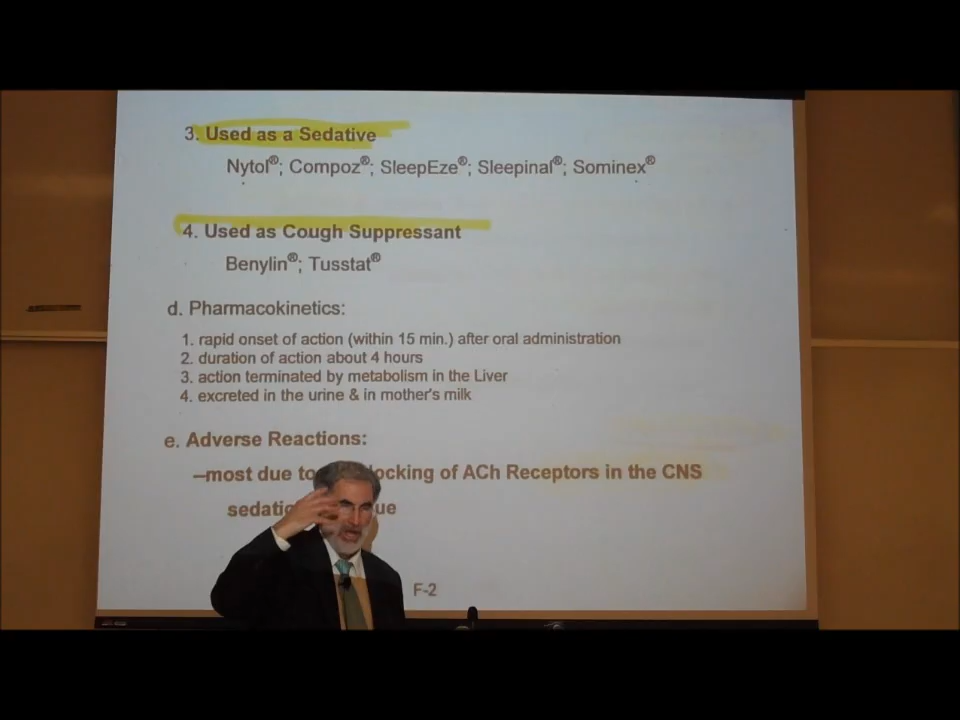 3. Used as a Sedative
Nytol®; Compoz®; SleepEze®; Sleepinal®; Sominex®
4. Used as Cough Suppressant
Benylin®; Tusstat®
d. Pharmacokinetics:
1. rapid onset of action (within 15 min.) after oral administration
2. duration of action about 4 hours
3. action terminated by metabolism in the Liver
4. excreted in the urine & in mother's milk
e. Adverse Reactions:
–most due to locking of ACh Receptors in the CNS
sedatio ue
F-2